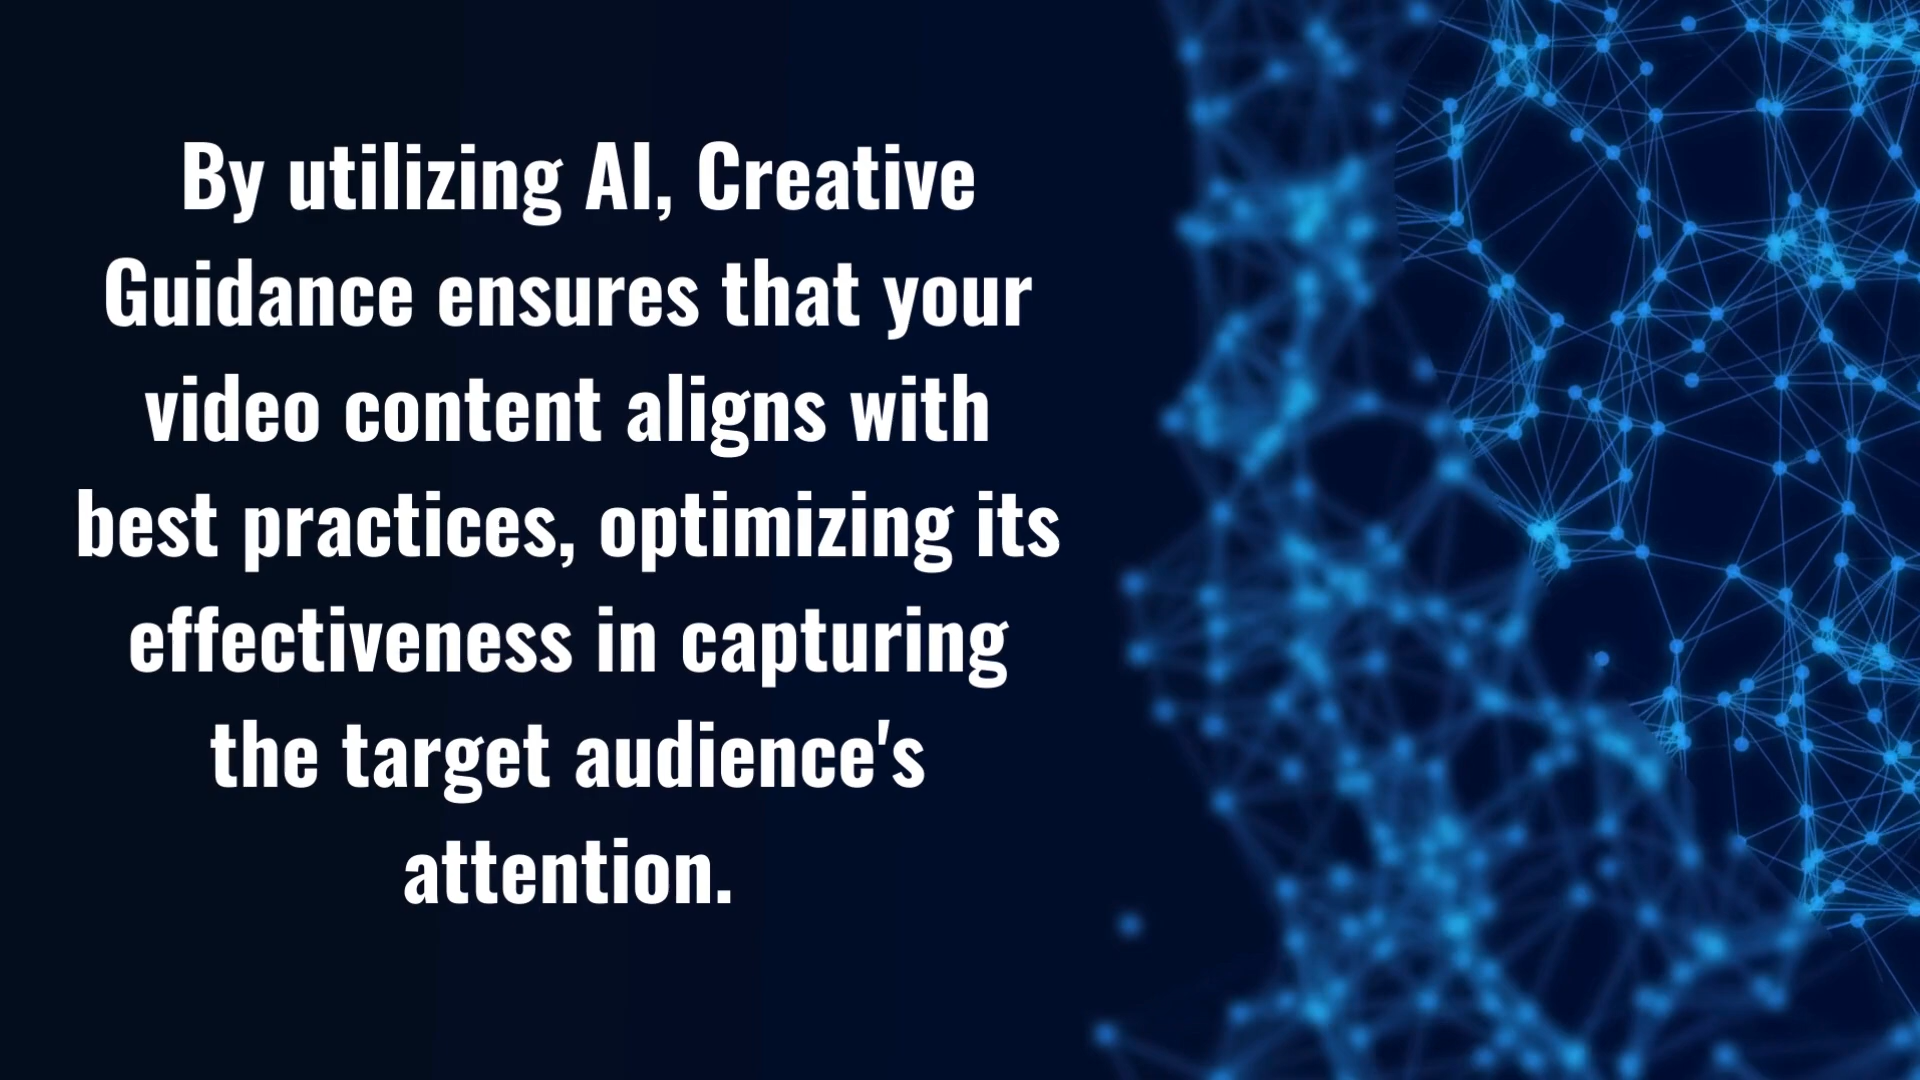 By utilizing AI, Creative
Guidance ensures that your
video content aligns with
best practices, optimizing its
effectiveness in capturing
the target audience's
attention.